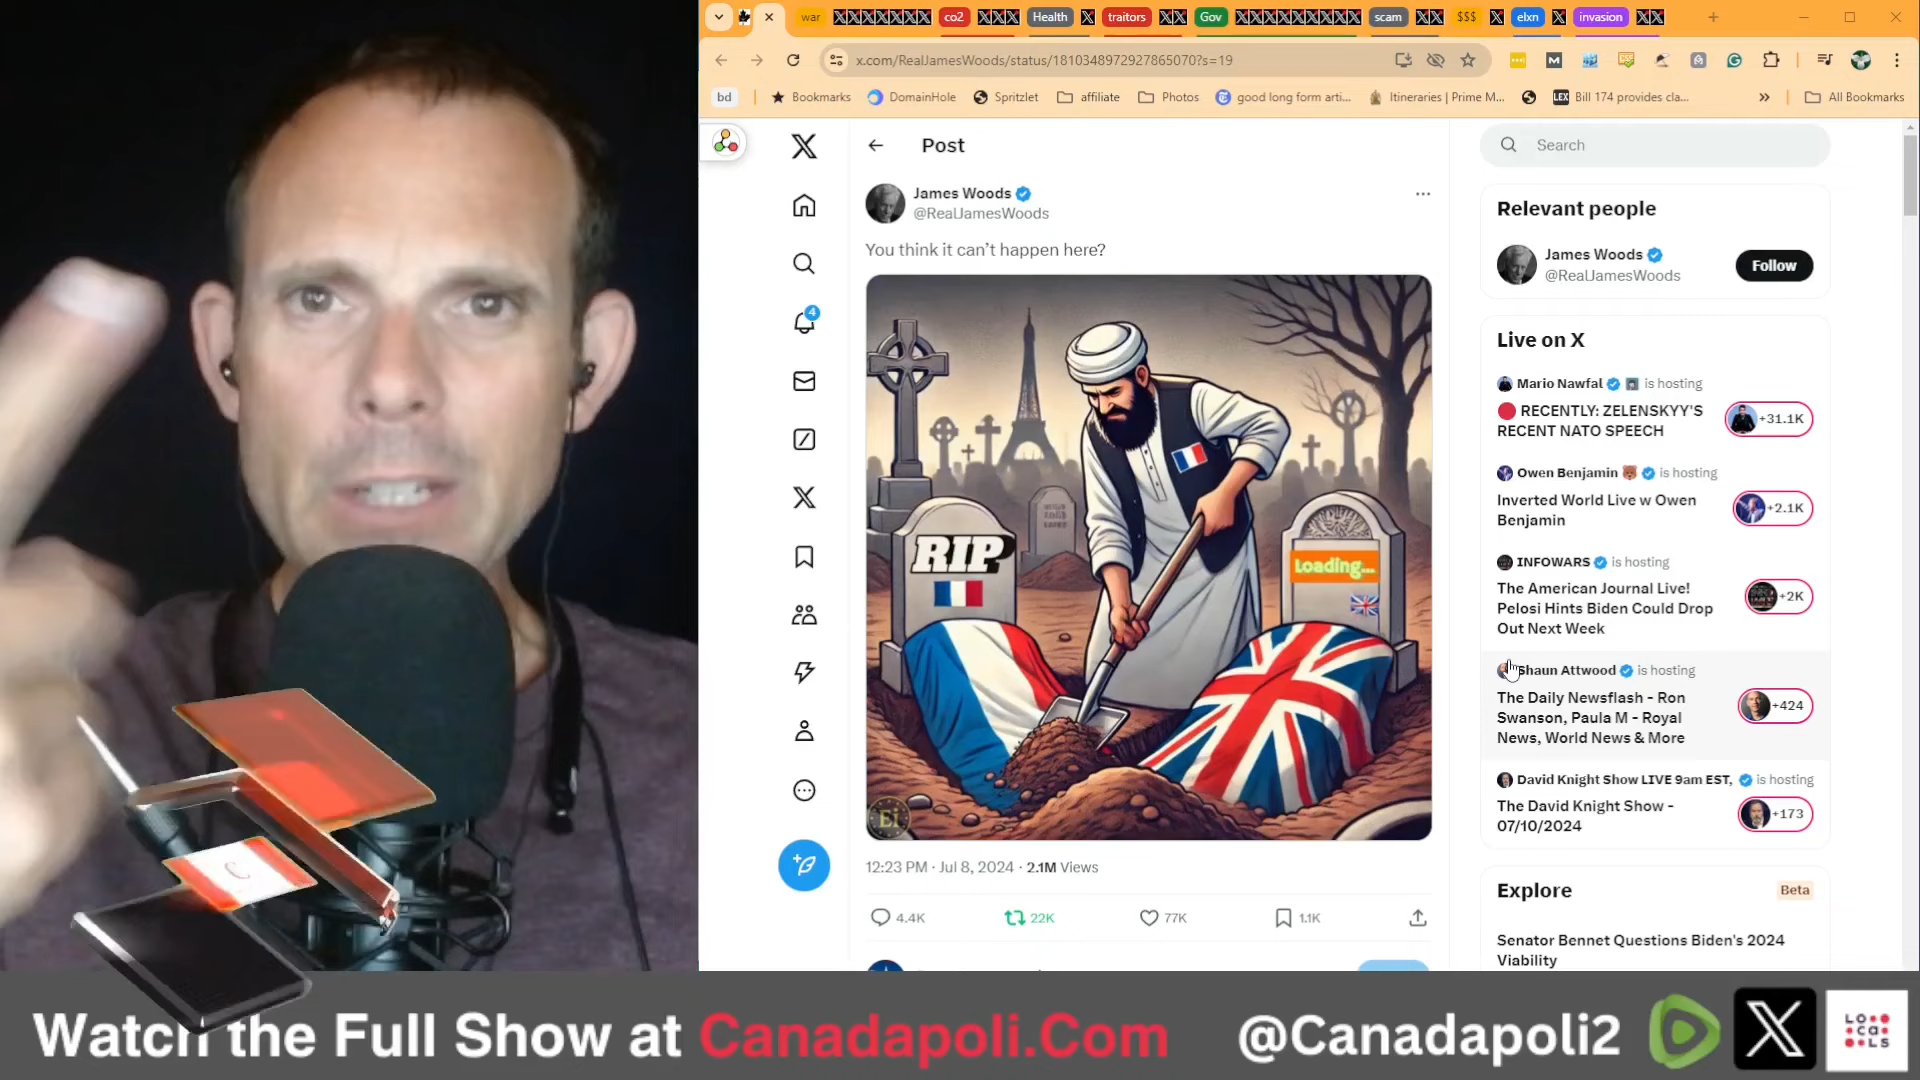 war
co2
Health
traitors
Gov
scam
$$$
elxn
invasion
x.com/RealJamesWoods/status/1810348972927865070?s=19
bd
Bookmarks
DomainHole
Spritzlet
affiliate
Photos
good long form arti...
Itineraries | Prime M...
LEX
Bill 174 provides cla...
All Bookmarks
Post
James Woods
@RealJamesWoods
You think it can’t happen here?
RIP
Loading...
EI
12:23 PM · Jul 8, 2024 · 2.1M Views
4.4K
22K
77K
1.1K
4
Search
Relevant people
James Woods
@RealJamesWoods
Follow
Live on X
Mario Nawfal is hosting
RECENTLY: ZELENSKYY'S
RECENT NATO SPEECH
+31.1K
Owen Benjamin is hosting
Inverted World Live w Owen
Benjamin
+2.1K
INFOWARS is hosting
The American Journal Live!
Pelosi Hints Biden Could Drop
Out Next Week
+2K
Shaun Attwood is hosting
The Daily Newsflash - Ron
Swanson, Paula M - Royal
News, World News & More
+424
David Knight Show LIVE 9am EST, is hosting
The David Knight Show -
07/10/2024
+173
Explore
Beta
Senator Bennet Questions Biden's 2024
Viability
Watch the Full Show at Canadapoli.Com
@Canadapoli2
LO
ca
LS